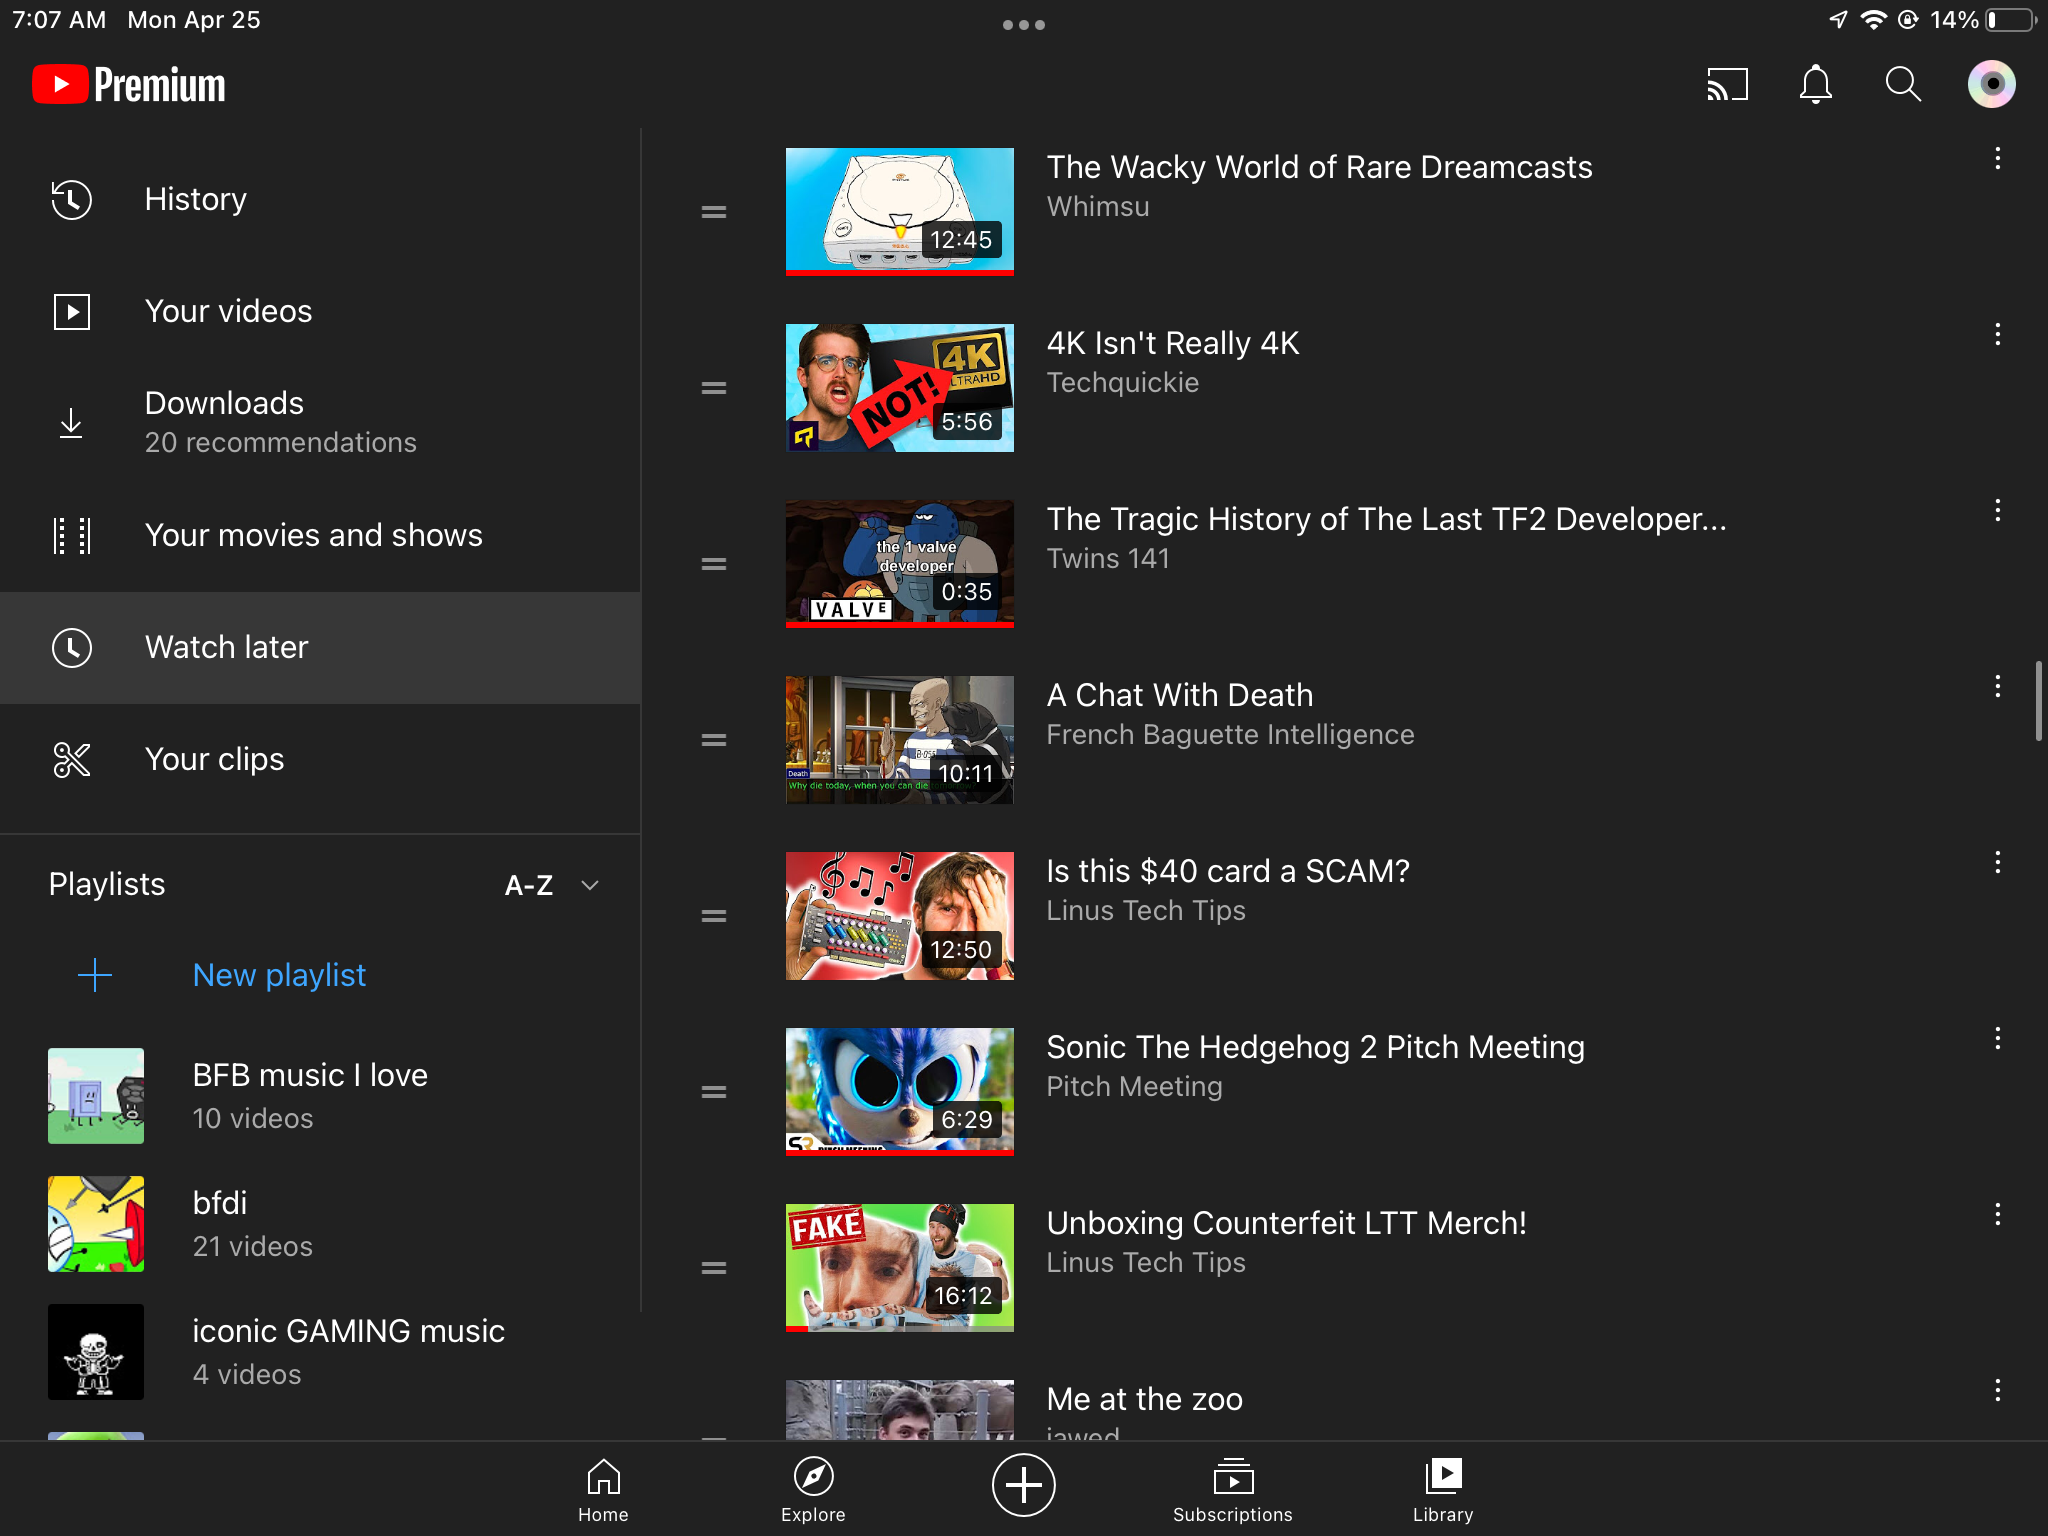 7:07 AM Mon Apr 25
14%
Premium
History
Your videos
Downloads
20 recommendations
Your movies and shows
Watch later
Your clips
Playlists
A-Z
New playlist
BFB music I love
10 videos
bfdi
21 videos
iconic GAMING music
4 videos
12:45
The Wacky World of Rare Dreamcasts
Whimsu
4K
ULTRAHD
NOT!
5:56
4K Isn't Really 4K
Techquickie
the 1 valve
developer
0:35
VALVE
The Tragic History of The Last TF2 Developer...
Twins 141
10:11
Death
Why die today, when you can die
A Chat With Death
French Baguette Intelligence
12:50
Is this $40 card a SCAM?
Linus Tech Tips
6:29
PITCH MEETING
Sonic The Hedgehog 2 Pitch Meeting
Pitch Meeting
FAKE
16:12
Unboxing Counterfeit LTT Merch!
Linus Tech Tips
Me at the zoo
jawed
Home
Explore
Subscriptions
Library